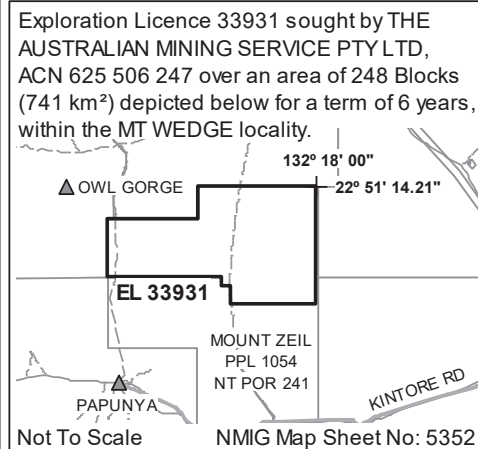 Exploration Licence 33931 sought by THE
AUSTRALIAN MINING SERVICE PTY LTD,
ACN 625 506 247 over an area of 248 Blocks
(741 km²) depicted below for a term of 6 years,
within the MT WEDGE locality.
132º 18' 00"
OWL GORGE
22º 51' 14.21"
EL 33931
MOUNT ZEIL
PPL 1054
NT POR 241
PAPUNYA
KINTORE RD
Not To Scale
NMIG Map Sheet No: 5352